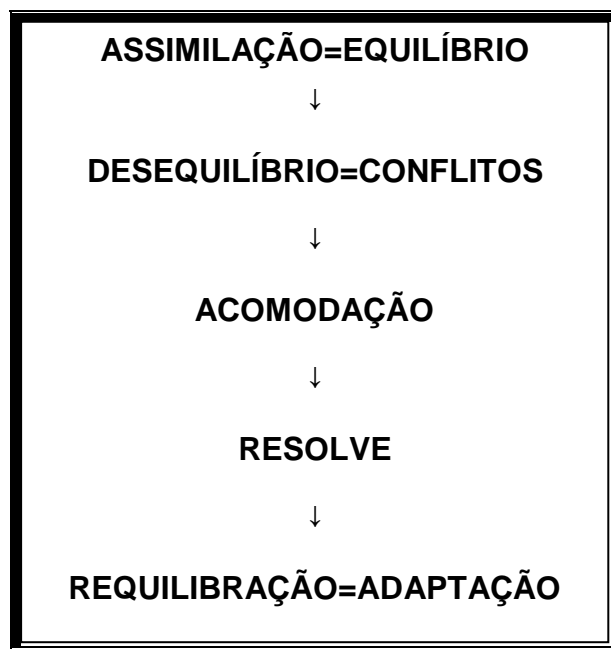 ASSIMILAÇÃO=EQUILÍBRIO
↓
DESEQUILÍBRIO=CONFLITOS
↓
ACOMODAÇÃO
↓
RESOLVE
↓
REQUILIBRAÇÃO=ADAPTAÇÃO